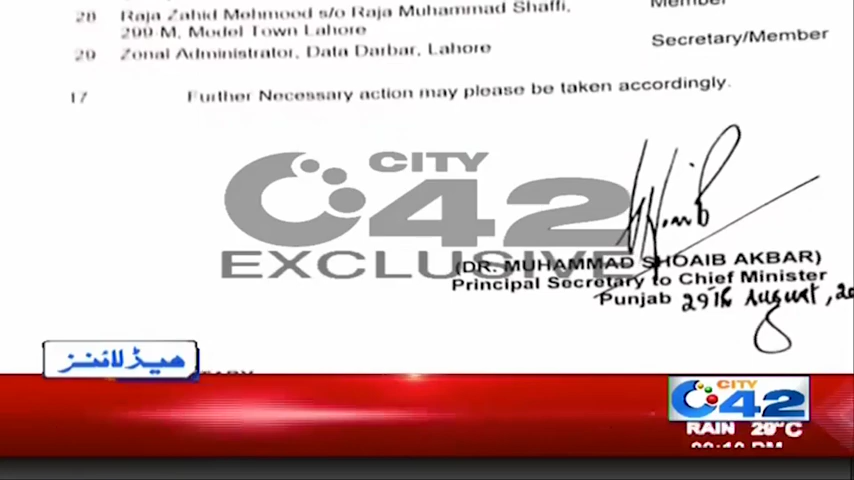 28 Raja Zahid Mehmood s/o Raja Muhammad Shaffi, Member
299-M, Model Town Lahore
29 Zonal Administrator, Data Darbar, Lahore Secretary/Member
17 Further Necessary action may please be taken accordingly.
CITY
42
EXCLUSIVE
(DR. MUHAMMAD SHOAIB AKBAR)
Principal Secretary to Chief Minister
Punjab 29th August, 20
ھیڈلائنز
CITY
42
RAIN 29°C